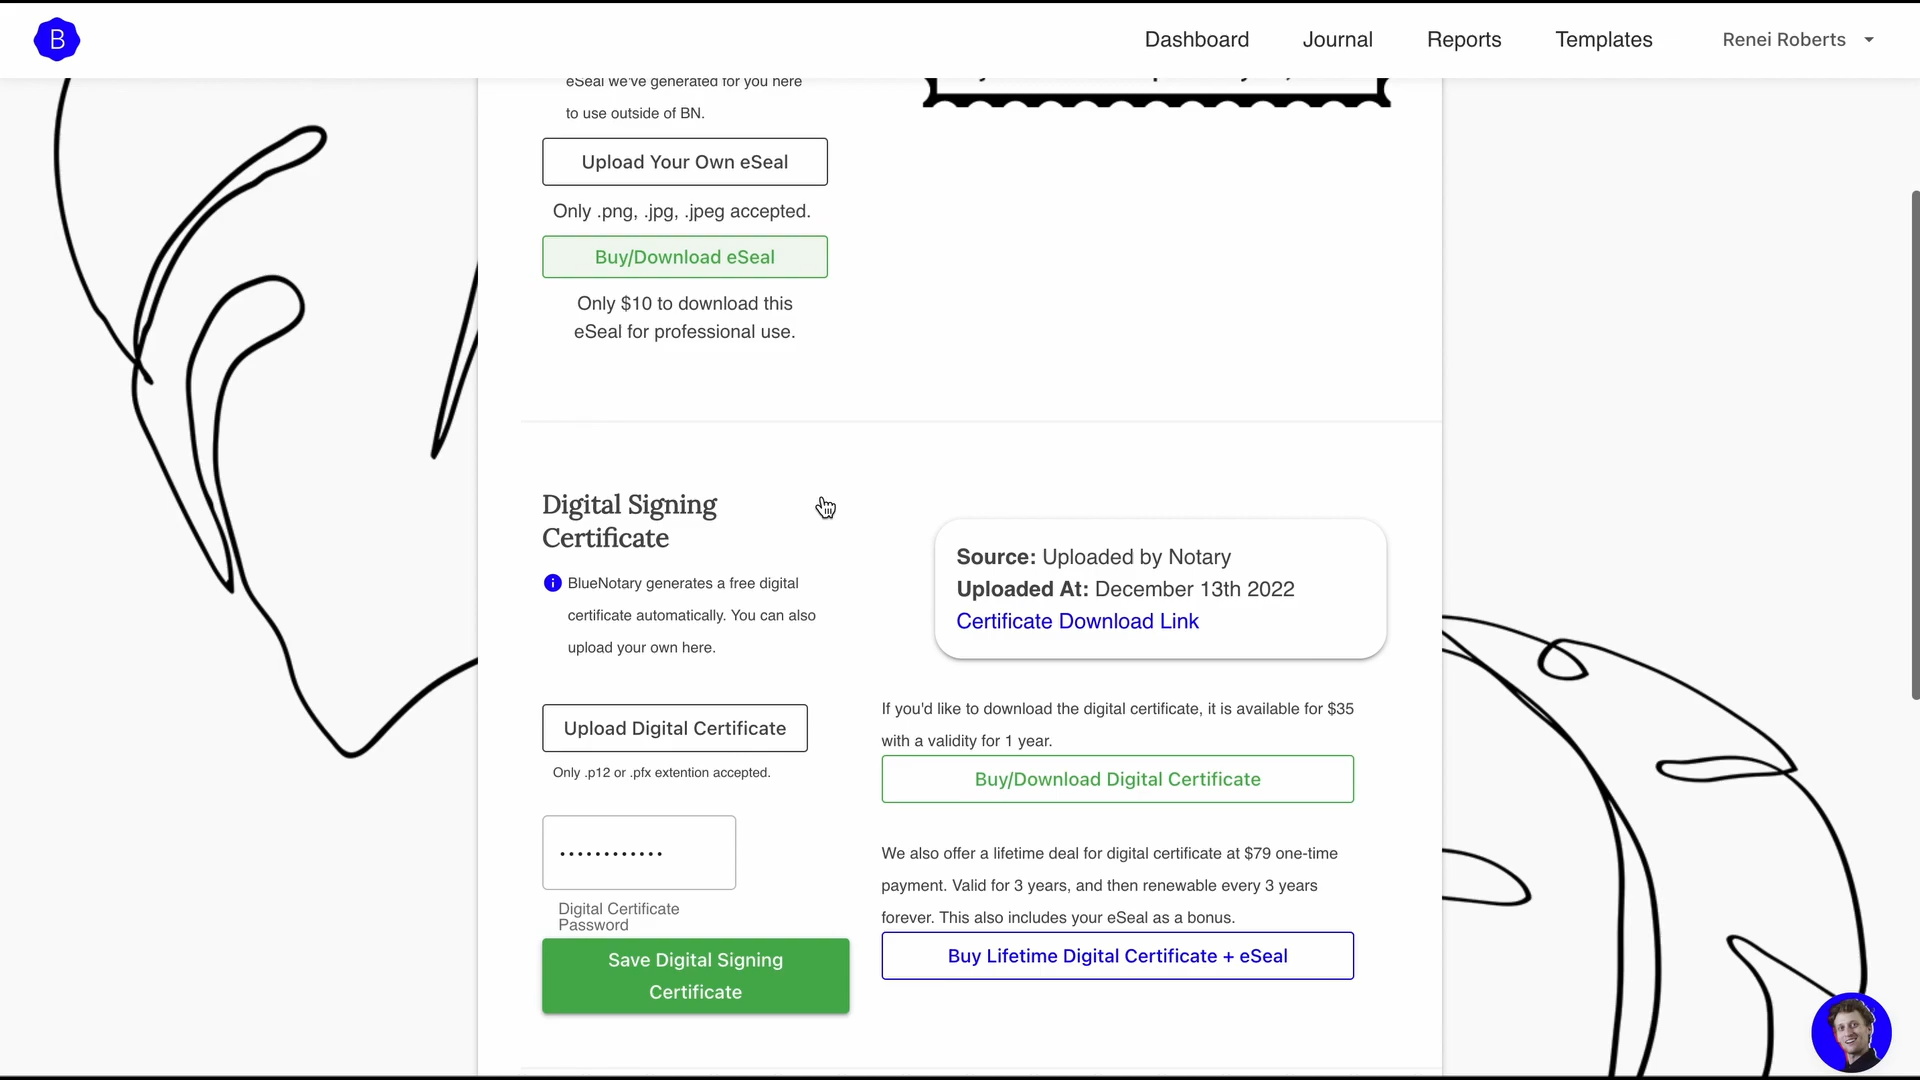 B
Dashboard
Journal
Reports
Templates
Renei Roberts
eSeal we've generated for you here
to use outside of BN.
Upload Your Own eSeal
Only .png, .jpg, .jpeg accepted.
Buy/Download eSeal
Only $10 to download this
eSeal for professional use.
Digital Signing
Certificate
BlueNotary generates a free digital
certificate automatically. You can also
upload your own here.
Upload Digital Certificate
Only .p12 or .pfx extention accepted.
Digital Certificate
Password
Save Digital Signing
Certificate
Source: Uploaded by Notary
Uploaded At: December 13th 2022
Certificate Download Link
If you'd like to download the digital certificate, it is available for $35
with a validity for 1 year.
Buy/Download Digital Certificate
We also offer a lifetime deal for digital certificate at $79 one-time
payment. Valid for 3 years, and then renewable every 3 years
forever. This also includes your eSeal as a bonus.
Buy Lifetime Digital Certificate + eSeal